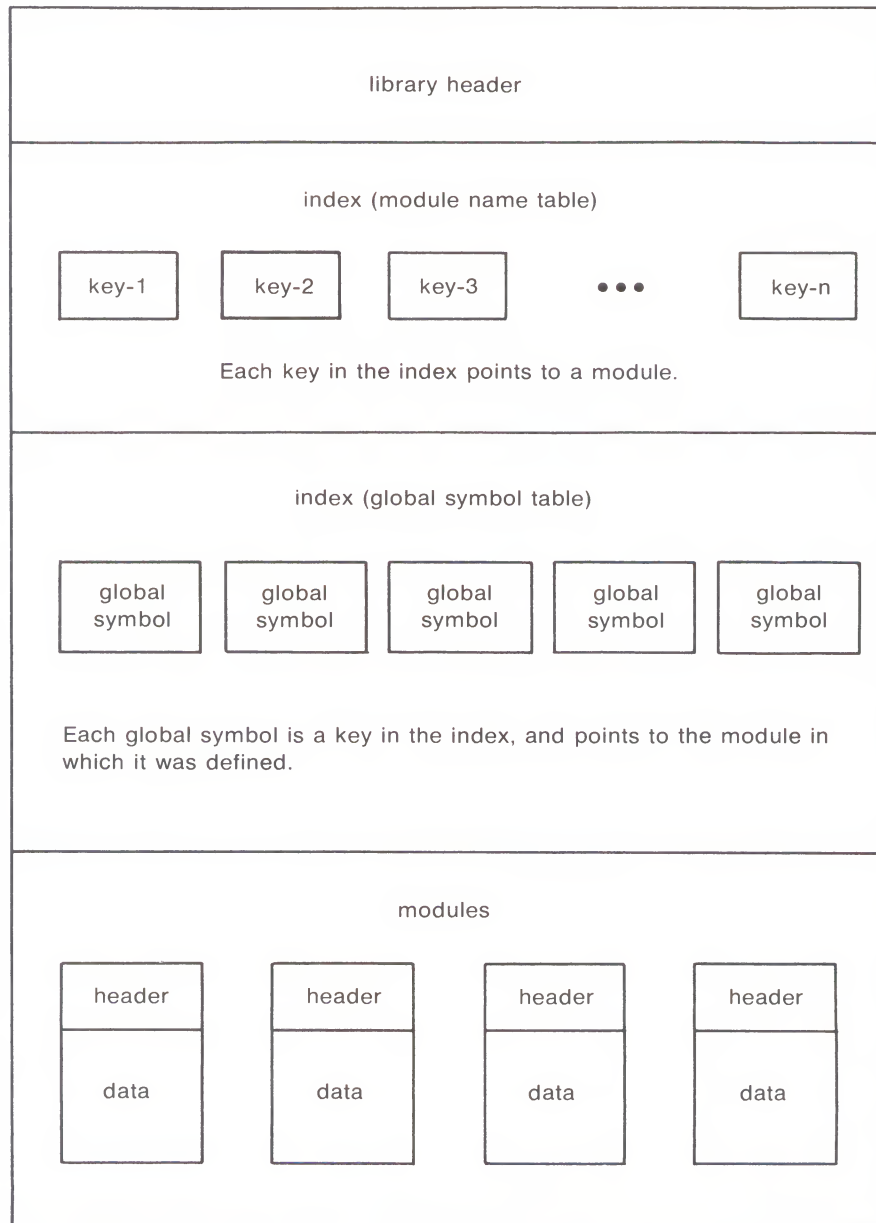 library header
index (module name table)
key-1 key-2 key-3 ••• key-n
Each key in the index points to a module.
index (global symbol table)
global global global global global
symbol symbol symbol symbol symbol
Each global symbol is a key in the index, and points to the module in
which it was defined.
modules
header header header header
data data data data